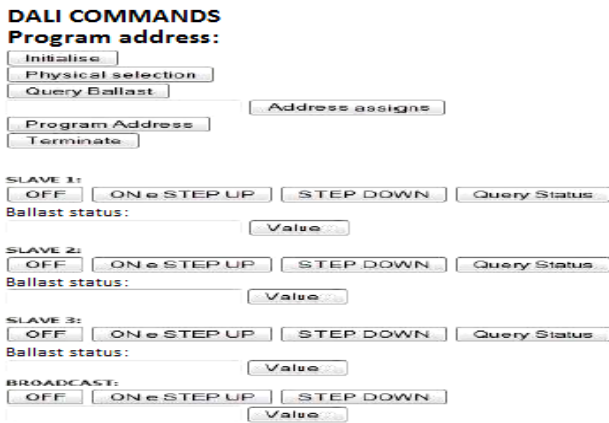 DALI COMMANDS
Program address:
Initialise
Physical selection
Query Ballast
Address assigns
Program Address
Terminate
SLAVE 1:
OFF ON e STEP UP STEP DOWN Query Status
Ballast status:
Value
SLAVE 2:
OFF ON e STEP UP STEP DOWN Query Status
Ballast status:
Value
SLAVE 3:
OFF ON e STEP UP STEP DOWN Query Status
Ballast status:
Value
BROADCAST:
OFF ON e STEP UP STEP DOWN
Value